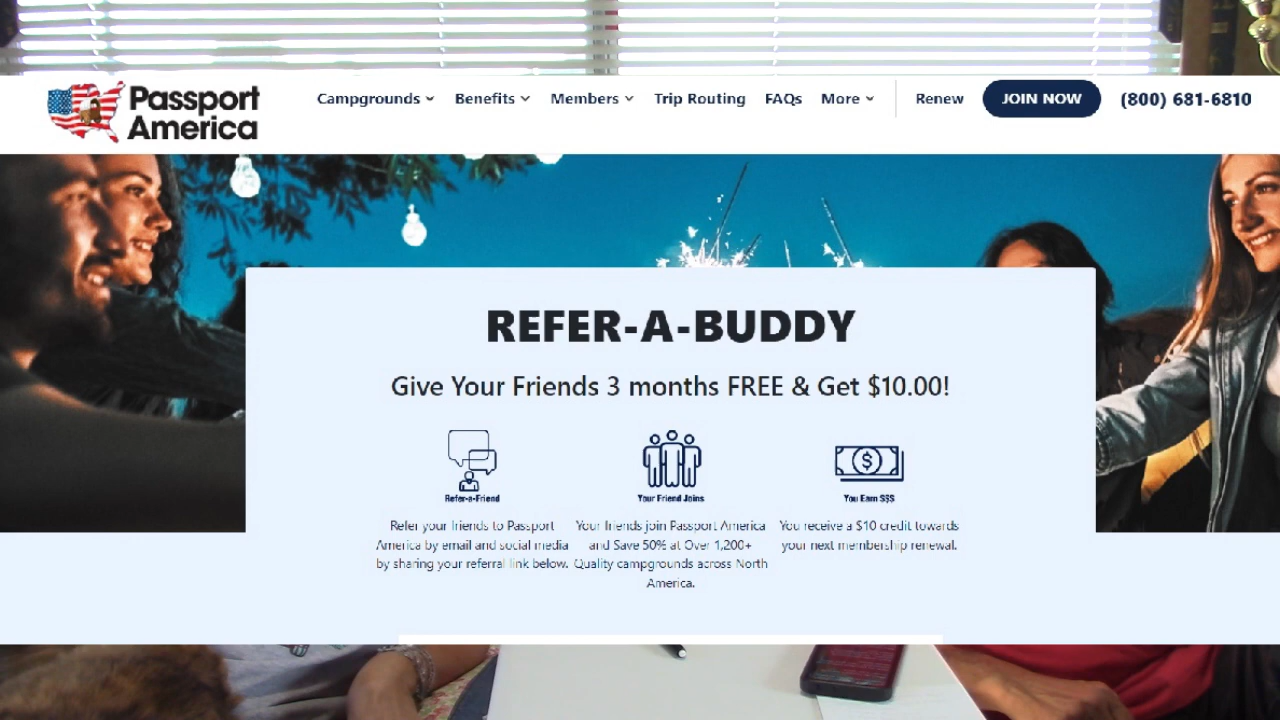 Passport
America
Campgrounds Benefits Members Trip Routing FAQs More Renew JOIN NOW (800) 681-6810
REFER-A-BUDDY
Give Your Friends 3 months FREE & Get $10.00!
Refer-a-Friend
Your Friend Joins
You Earn $$$
Refer your friends to Passport
America by email and social media
by sharing your referral link below.
Your friends join Passport America
and Save 50% at Over 1,200+
Quality campgrounds across North
America.
You receive a $10 credit towards
your next membership renewal.